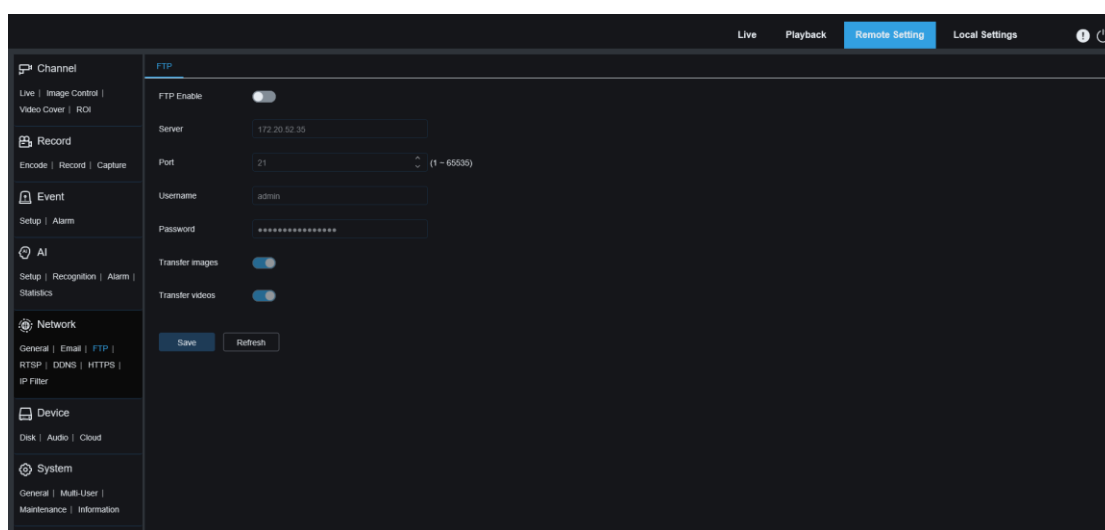 Live Playback Remote Setting Local Settings
Channel
Live | Image Control |
Video Cover | ROI
Record
Encode | Record | Capture
Event
Setup | Alarm
AI
Setup | Recognition | Alarm |
Statistics
Network
General | Email | FTP |
RTSP | DDNS | HTTPS |
IP Filter
Device
Disk | Audio | Cloud
System
General | Multi-User |
Maintenance | Information
FTP
FTP Enable
Server 172.20.52.35
Port 21 (1 ~ 65535)
Username admin
Password ••••••••••••••••
Transfer images
Transfer videos
Save Refresh